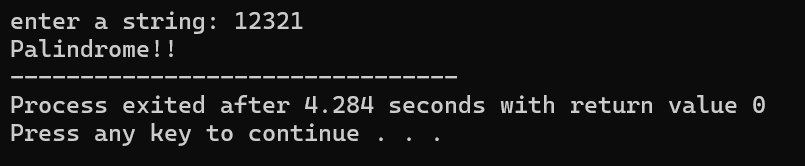 enter a string: 12321
Palindrome!!
--------------------------------
Process exited after 4.284 seconds with return value 0
Press any key to continue . . .